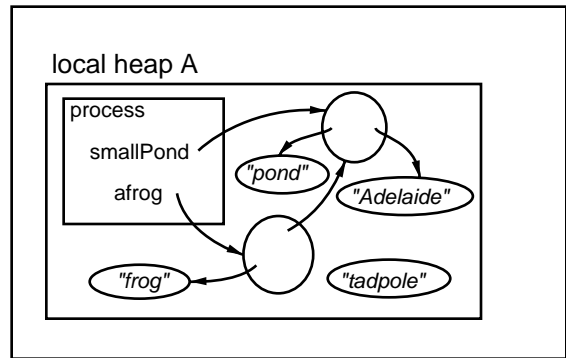 local heap A
process
smallPond
afrog
"pond"
"Adelaide"
"frog"
"tadpole"